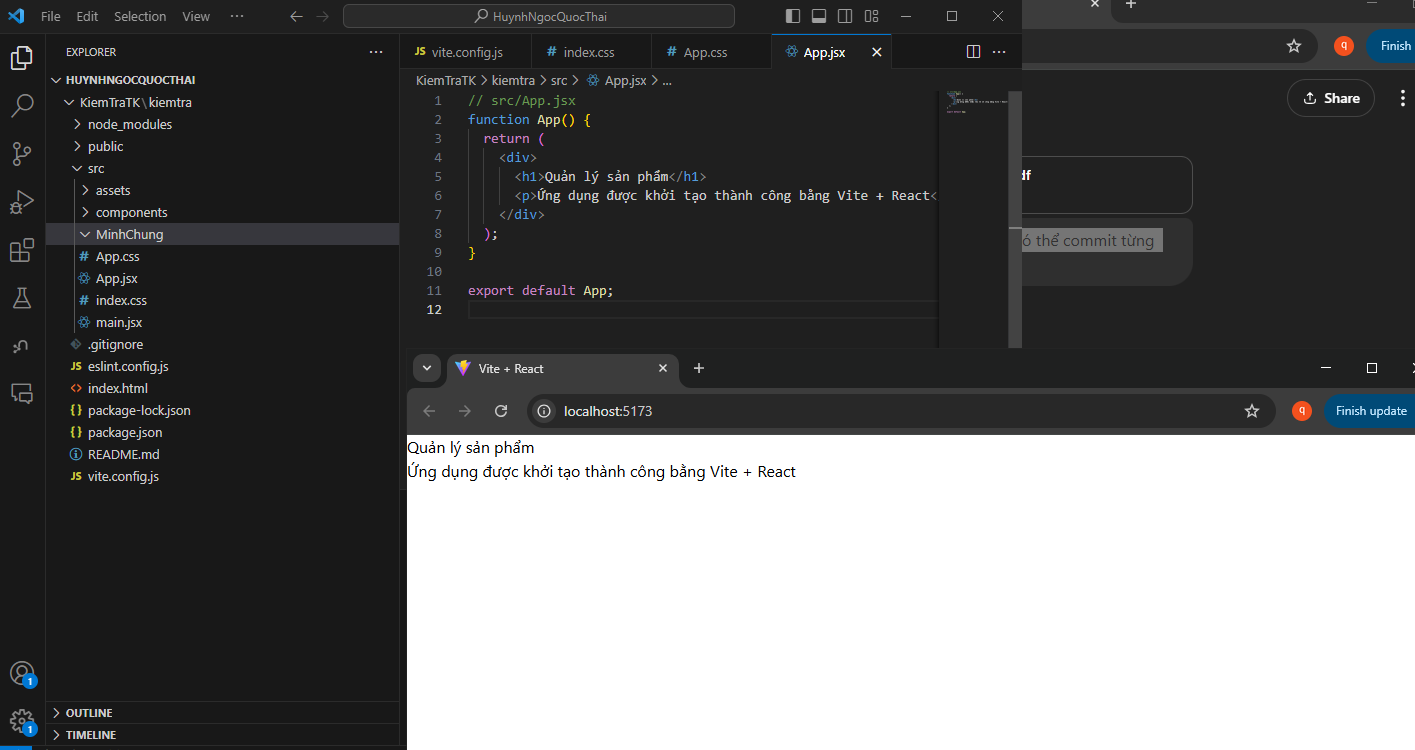 File Edit Selection View ... HuynhNgocQuocThai
EXPLORER ...
HUYNHNGOCQUOCTHAI
KiemTraTK\kiemtra
node_modules
public
src
assets
components
MinhChung
# App.css
App.jsx
# index.css
main.jsx
.gitignore
JS eslint.config.js
<> index.html
{} package-lock.json
{} package.json
README.md
JS vite.config.js
OUTLINE
TIMELINE
1
1
JS vite.config.js # index.css # App.css App.jsx ...
KiemTraTK > kiemtra > src > App.jsx > ...
1 // src/App.jsx
2 function App() {
3 return (
4 <div>
5 <h1>Quản lý sản phẩm</h1>
6 <p>Ứng dụng được khởi tạo thành công bằng Vite + React<
7 </div>
8 );
9 }
10
11 export default App;
12
q Finish
Share
df
ó thể commit từng
Vite + React
localhost:5173 q Finish update
Quản lý sản phẩm
Ứng dụng được khởi tạo thành công bằng Vite + React